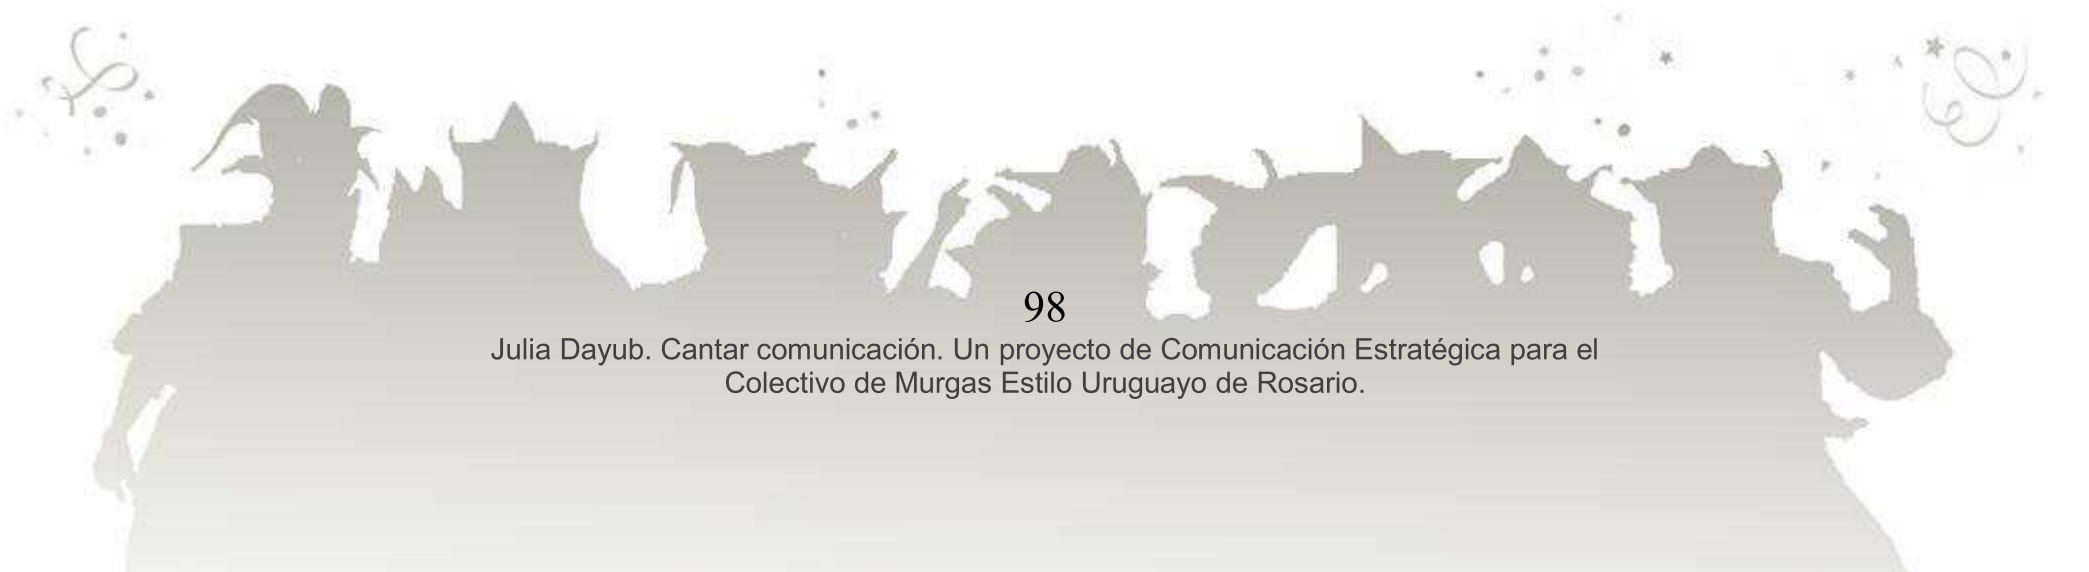 98
Julia Dayub. Cantar comunicación. Un proyecto de Comunicación Estratégica para el
Colectivo de Murgas Estilo Uruguayo de Rosario.